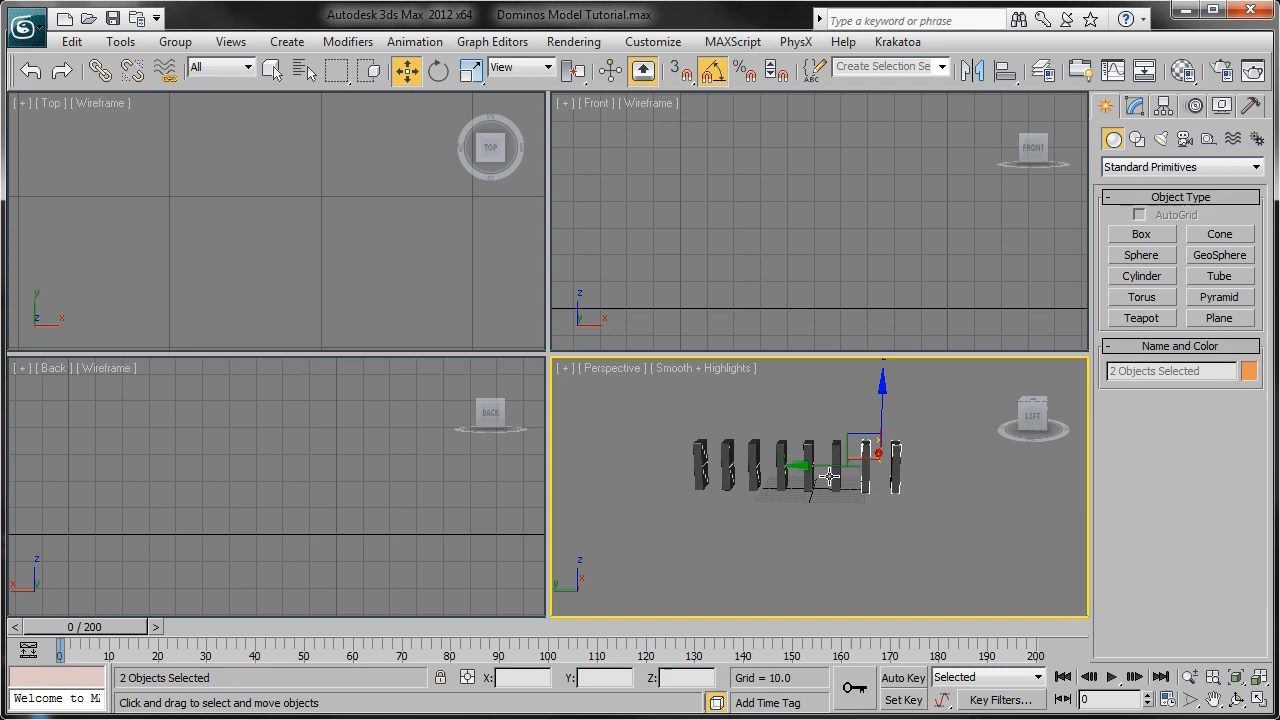 Autodesk 3ds Max 2012 x64 Dominos Model Tutorial.max
Type a keyword or phrase
Edit Tools Group Views Create Modifiers Animation Graph Editors Rendering Customize MAXScript PhysX Help Krakatoa
All View 3 Create Selection Se
[ + ] [ Top ] [ Wireframe ]
TOP
y
z x
[ + ] [ Front ] [ Wireframe ]
FRONT
z
y x
[ + ] [ Back ] [ Wireframe ]
BACK
z
x y
[ + ] [ Perspective ] [ Smooth + Highlights ]
LEFT
z
x
y
Standard Primitives
- Object Type
AutoGrid
Box Cone
Sphere GeoSphere
Cylinder Tube
Torus Pyramid
Teapot Plane
- Name and Color
2 Objects Selected
< 0 / 200 >
0 10 20 30 40 50 60 70 80 90 100 110 120 130 140 150 160 170 180 190 200
2 Objects Selected X: Y: Z: Grid = 10.0 Auto Key Selected
Welcome to M
Click and drag to select and move objects Add Time Tag Set Key Key Filters... 0